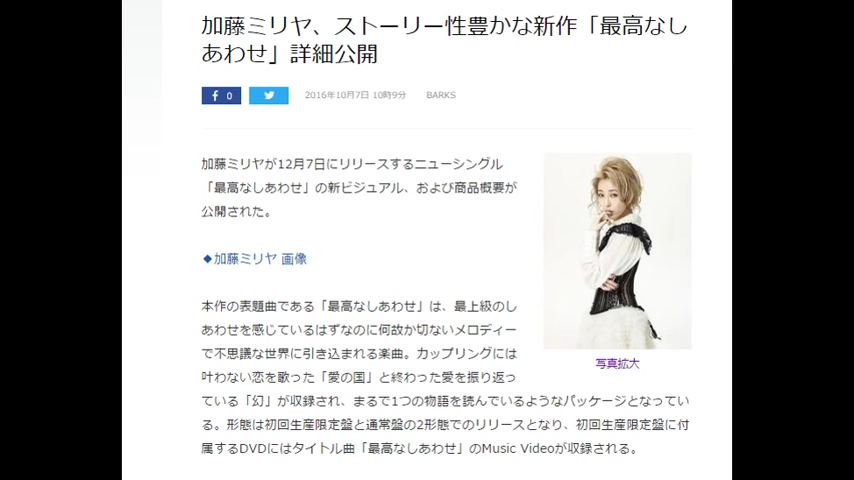 加藤ミリヤ、ストーリー性豊かな新作「最高なし
あわせ」詳細公開
f 0
2016年10月7日 10時9分 BARKS
加藤ミリヤが12月7日にリリースするニューシングル
「最高なしあわせ」の新ビジュアル、および商品概要が
公開された。
◆加藤ミリヤ 画像
本作の表題曲である「最高なしあわせ」は、最上級のし
あわせを感じているはずなのに何故か切ないメロディー
で不思議な世界に引き込まれる楽曲。カップリングには
叶わない恋を歌った「愛の国」と終わった愛を振り返っ
ている「幻」が収録され、まるで1つの物語を読んでいるようなパッケージとなってい
る。形態は初回生産限定盤と通常盤の2形態でのリリースとなり、初回生産限定盤に付
属するDVDにはタイトル曲「最高なしあわせ」のMusic Videoが収録される。
写真拡大